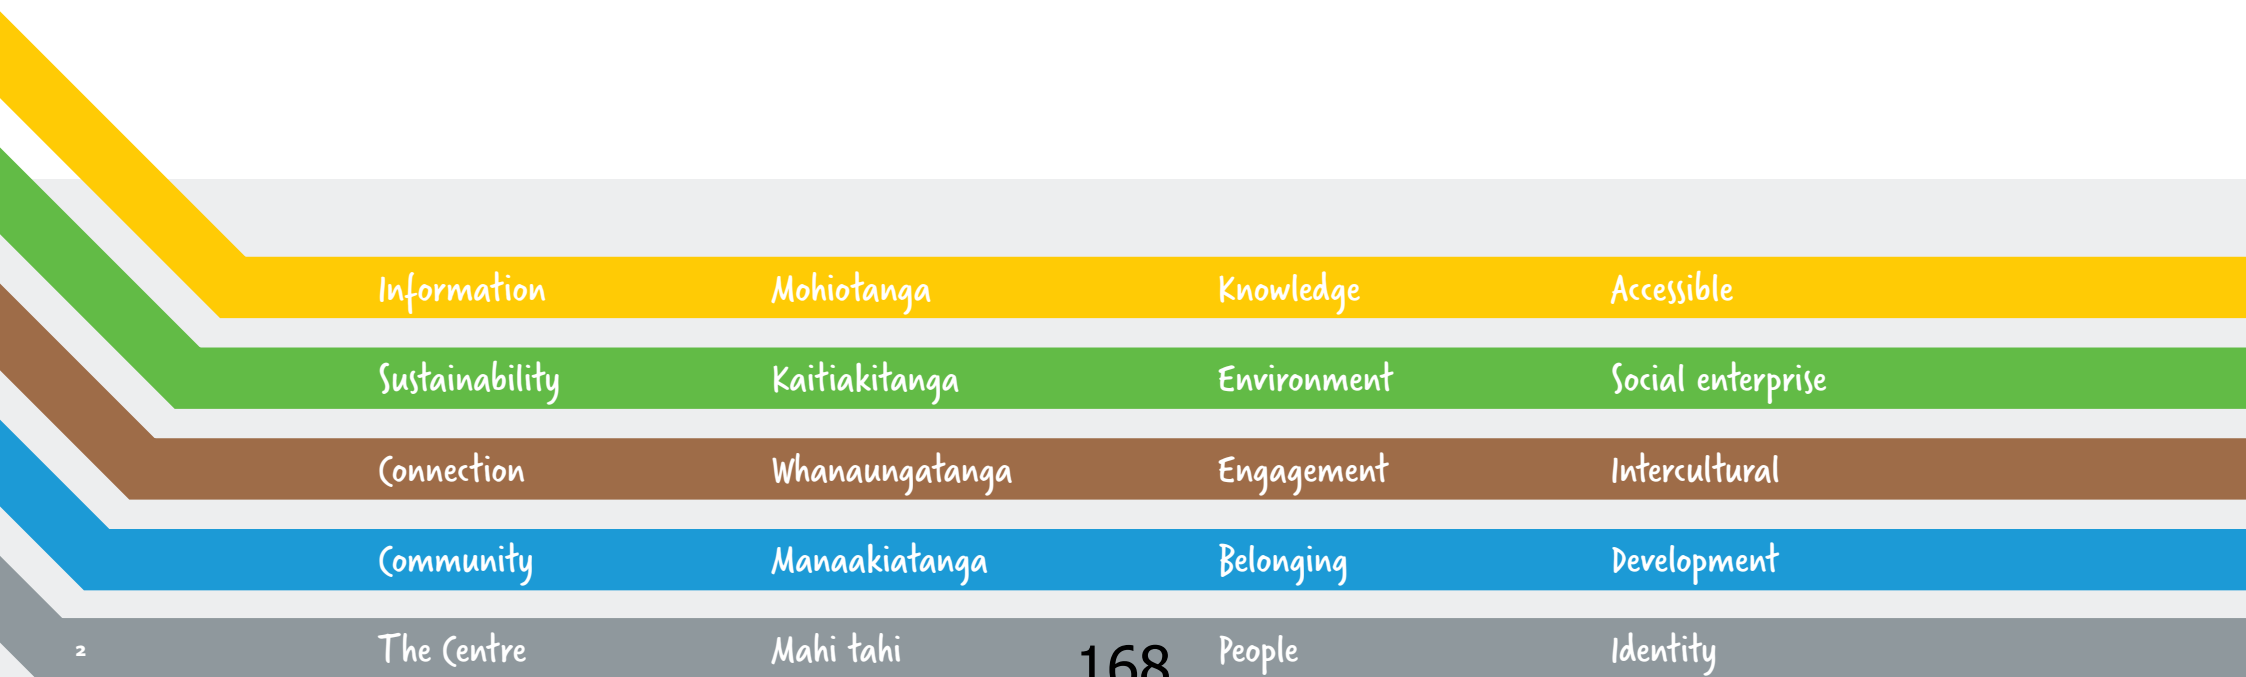 Information Mohiotanga Knowledge Accessible
Sustainability Kaitiakitanga Environment Social enterprise
Connection Whanaungatanga Engagement Intercultural
Community Manaakiatanga Belonging Development
2 The Centre Mahi tahi 168 People Identity